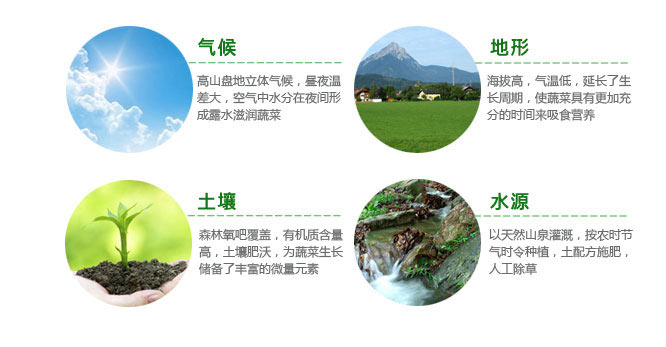 气候
高山盘地立体气候，昼夜温
差大，空气中水分在夜间形
成露水滋润蔬菜
地形
海拔高，气温低，延长了生
长周期，使蔬菜具有更加充
分的时间来吸食营养
土壤
森林氧吧覆盖，有机质含量
高，土壤肥沃，为蔬菜生长
储备了丰富的微量元素
水源
以天然山泉灌溉，按农时节
气时令种植，土配方施肥，
人工除草